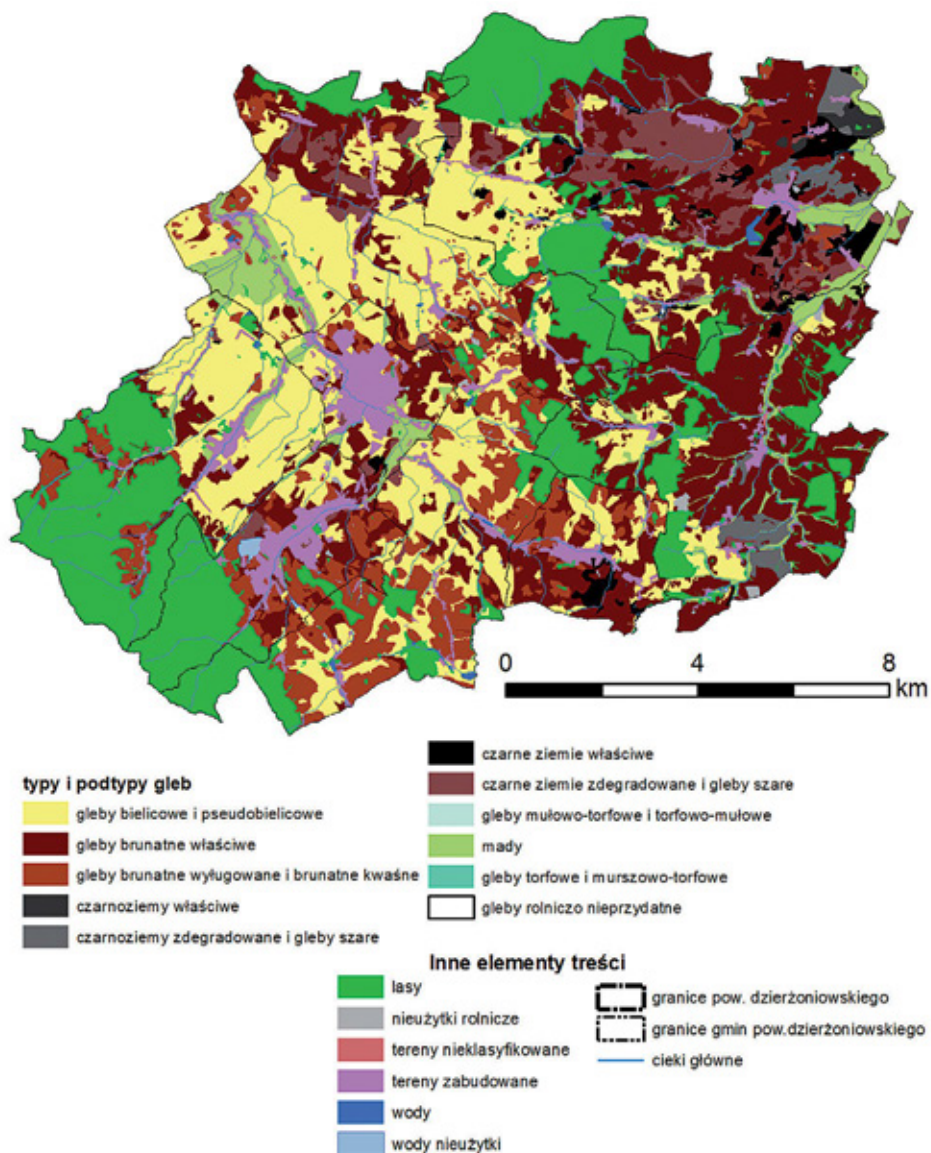 0 4 8
km
typy i podtypy gleb
gleby bielicowe i pseudobielicowe
gleby brunatne właściwe
gleby brunatne wyługowane i brunatne kwaśne
czarnoziemy właściwe
czarnoziemy zdegradowane i gleby szare
czarne ziemie właściwe
czarne ziemie zdegradowane i gleby szare
gleby mułowo-torfowe i torfowo-mułowe
mady
gleby torfowe i murszowo-torfowe
gleby rolniczo nieprzydatne
Inne elementy treści
lasy
nieużytki rolnicze
tereny nieklasyfikowane
tereny zabudowane
wody
wody nieużytki
granice pow. dzierżoniowskiego
granice gmin pow.dzierżoniowskiego
cieki główne